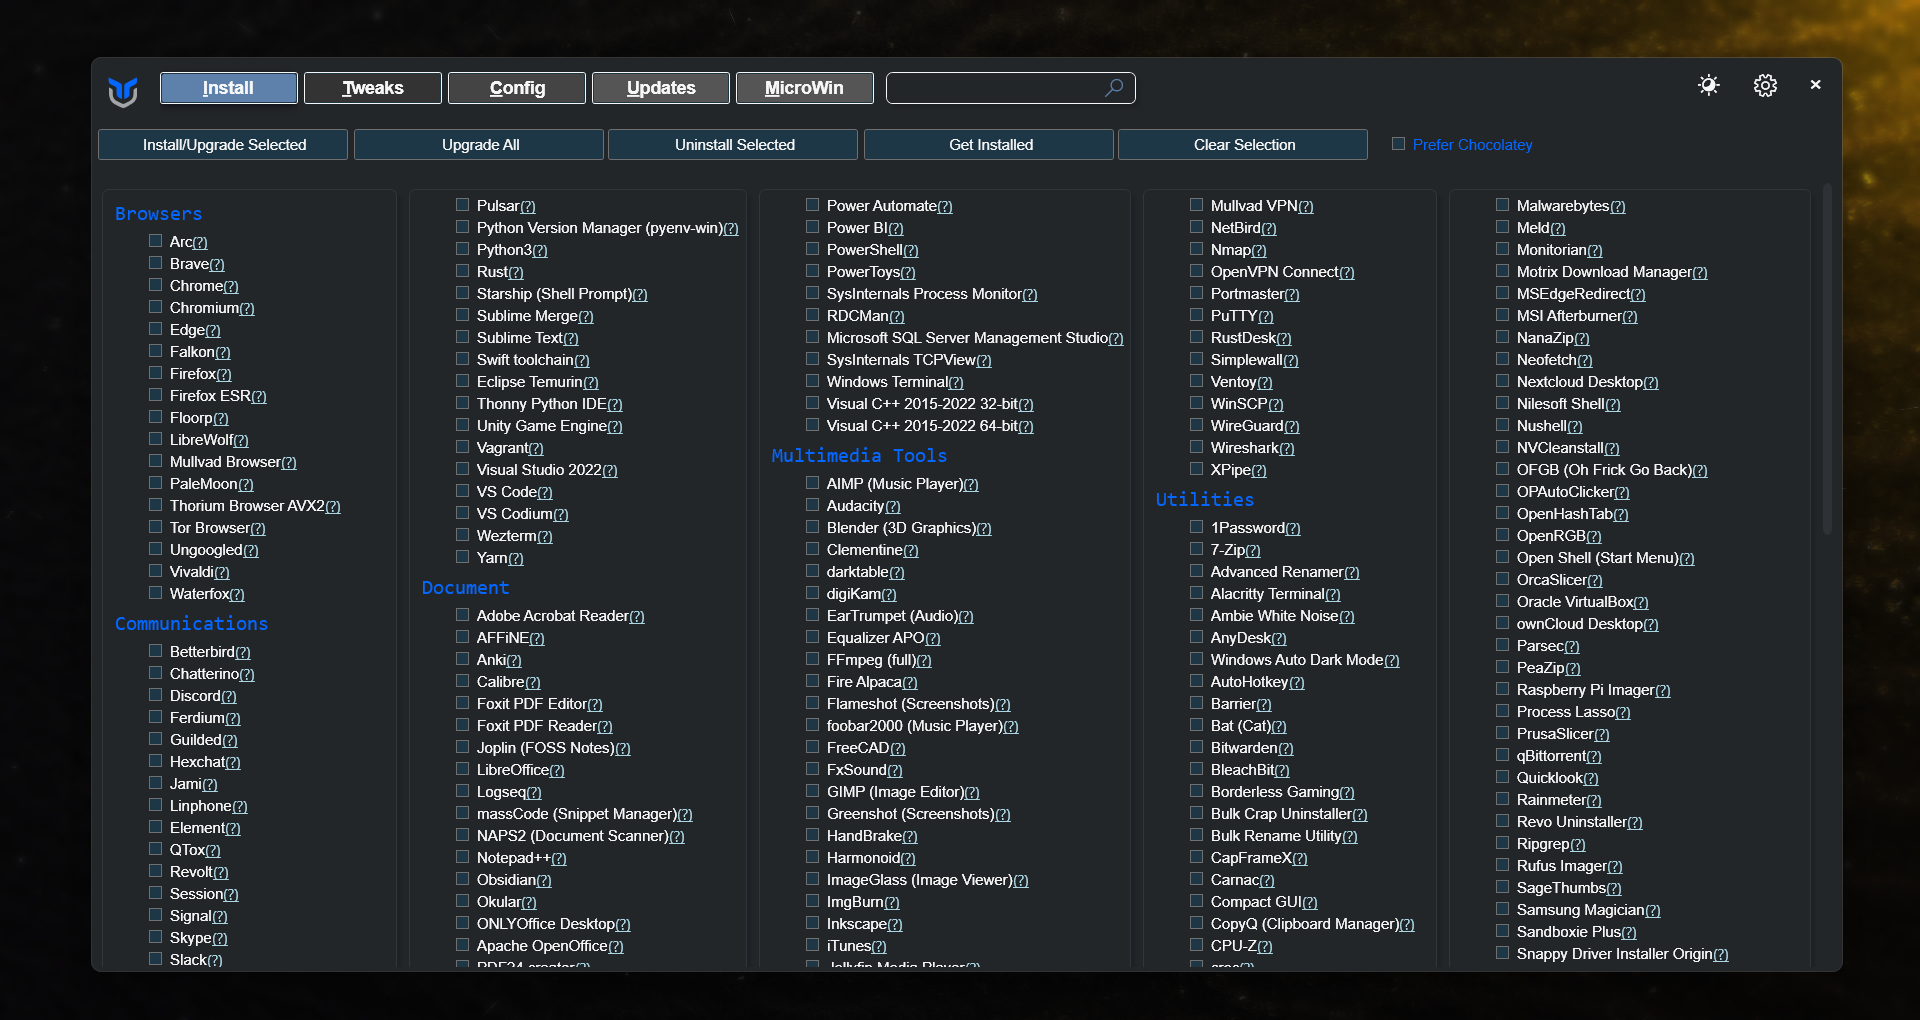 Install
Tweaks
Config
Updates
MicroWin
×
Install/Upgrade Selected
Upgrade All
Uninstall Selected
Get Installed
Clear Selection
Prefer Chocolatey
Browsers
Arc(?)
Brave(?)
Chrome(?)
Chromium(?)
Edge(?)
Falkon(?)
Firefox(?)
Firefox ESR(?)
Floorp(?)
LibreWolf(?)
Mullvad Browser(?)
PaleMoon(?)
Thorium Browser AVX2(?)
Tor Browser(?)
Ungoogled(?)
Vivaldi(?)
Waterfox(?)
Communications
Betterbird(?)
Chatterino(?)
Discord(?)
Ferdium(?)
Guilded(?)
Hexchat(?)
Jami(?)
Linphone(?)
Element(?)
QTox(?)
Revolt(?)
Session(?)
Signal(?)
Skype(?)
Slack(?)
Pulsar(?)
Python Version Manager (pyenv-win)(?)
Python3(?)
Rust(?)
Starship (Shell Prompt)(?)
Sublime Merge(?)
Sublime Text(?)
Swift toolchain(?)
Eclipse Temurin(?)
Thonny Python IDE(?)
Unity Game Engine(?)
Vagrant(?)
Visual Studio 2022(?)
VS Code(?)
VS Codium(?)
Wezterm(?)
Yarn(?)
Document
Adobe Acrobat Reader(?)
AFFiNE(?)
Anki(?)
Calibre(?)
Foxit PDF Editor(?)
Foxit PDF Reader(?)
Joplin (FOSS Notes)(?)
LibreOffice(?)
Logseq(?)
massCode (Snippet Manager)(?)
NAPS2 (Document Scanner)(?)
Notepad++(?)
Obsidian(?)
Okular(?)
ONLYOffice Desktop(?)
Apache OpenOffice(?)
PDF24 creator(?)
Power Automate(?)
Power BI(?)
PowerShell(?)
PowerToys(?)
SysInternals Process Monitor(?)
RDCMan(?)
Microsoft SQL Server Management Studio(?)
SysInternals TCPView(?)
Windows Terminal(?)
Visual C++ 2015-2022 32-bit(?)
Visual C++ 2015-2022 64-bit(?)
Multimedia Tools
AIMP (Music Player)(?)
Audacity(?)
Blender (3D Graphics)(?)
Clementine(?)
darktable(?)
digiKam(?)
EarTrumpet (Audio)(?)
Equalizer APO(?)
FFmpeg (full)(?)
Fire Alpaca(?)
Flameshot (Screenshots)(?)
foobar2000 (Music Player)(?)
FreeCAD(?)
FxSound(?)
GIMP (Image Editor)(?)
Greenshot (Screenshots)(?)
HandBrake(?)
Harmonoid(?)
ImageGlass (Image Viewer)(?)
ImgBurn(?)
Inkscape(?)
iTunes(?)
Jellyfin Media Player(?)
Mullvad VPN(?)
NetBird(?)
Nmap(?)
OpenVPN Connect(?)
Portmaster(?)
PuTTY(?)
RustDesk(?)
Simplewall(?)
Ventoy(?)
WinSCP(?)
WireGuard(?)
Wireshark(?)
XPipe(?)
Utilities
1Password(?)
7-Zip(?)
Advanced Renamer(?)
Alacritty Terminal(?)
Ambie White Noise(?)
AnyDesk(?)
Windows Auto Dark Mode(?)
AutoHotkey(?)
Barrier(?)
Bat (Cat)(?)
Bitwarden(?)
BleachBit(?)
Borderless Gaming(?)
Bulk Crap Uninstaller(?)
Bulk Rename Utility(?)
CapFrameX(?)
Carnac(?)
Compact GUI(?)
CopyQ (Clipboard Manager)(?)
CPU-Z(?)
Malwarebytes(?)
Meld(?)
Monitorian(?)
Motrix Download Manager(?)
MSEdgeRedirect(?)
MSI Afterburner(?)
NanaZip(?)
Neofetch(?)
Nextcloud Desktop(?)
Nilesoft Shell(?)
Nushell(?)
NVCleanstall(?)
OFGB (Oh Frick Go Back)(?)
OPAutoClicker(?)
OpenHashTab(?)
OpenRGB(?)
Open Shell (Start Menu)(?)
OrcaSlicer(?)
Oracle VirtualBox(?)
ownCloud Desktop(?)
Parsec(?)
PeaZip(?)
Raspberry Pi Imager(?)
Process Lasso(?)
PrusaSlicer(?)
qBittorrent(?)
Quicklook(?)
Rainmeter(?)
Revo Uninstaller(?)
Ripgrep(?)
Rufus Imager(?)
SageThumbs(?)
Samsung Magician(?)
Sandboxie Plus(?)
Snappy Driver Installer Origin(?)